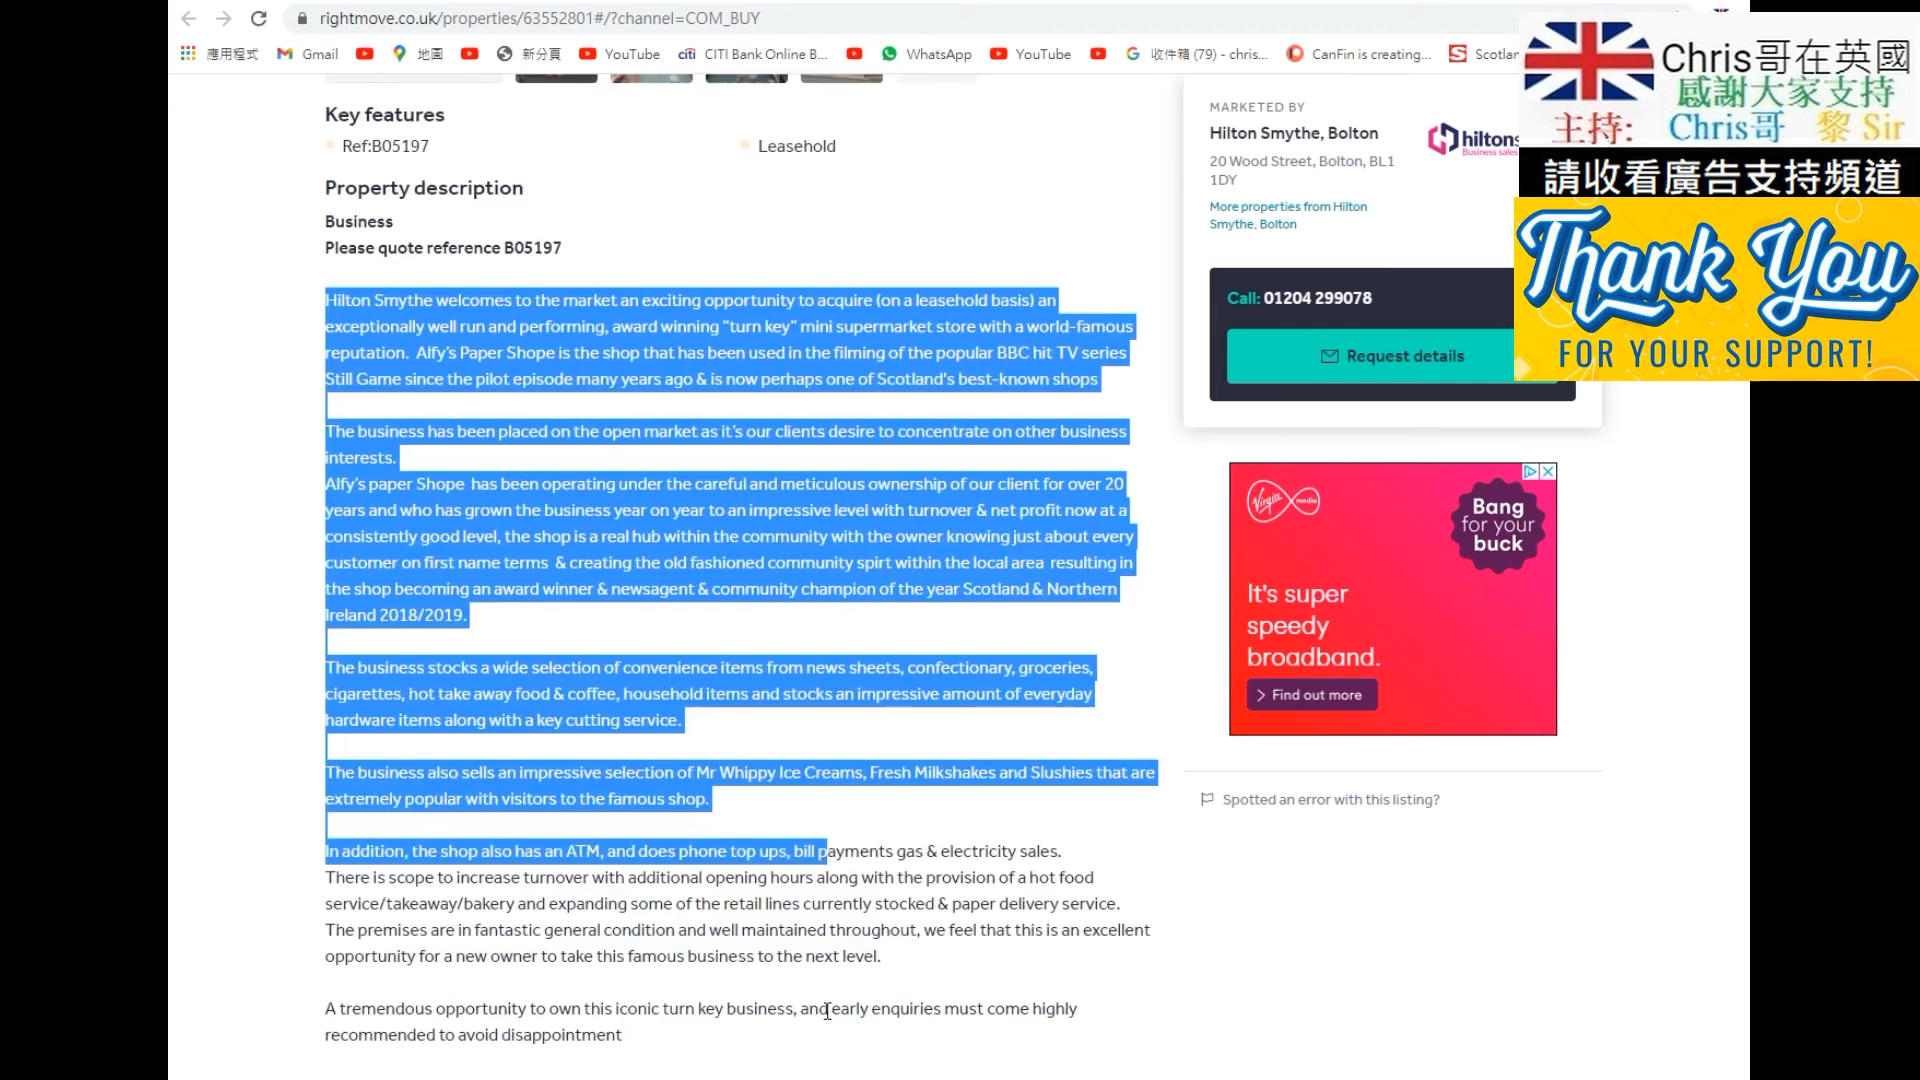 rightmove.co.uk/properties/63552801#/?channel=COM_BUY
應用程式 Gmail 地圖 新分頁 YouTube citi CITI Bank Online B... WhatsApp YouTube 收件箱 (79) - chris... CanFin is creating... Scotlan
Chris哥在英國
感謝大家支持
主持: Chris哥 黎 Sir
請收看廣告支持頻道
Thank You
FOR YOUR SUPPORT!
Key features
Ref:B05197
Leasehold
Property description
Business
Please quote reference B05197
Hilton Smythe welcomes to the market an exciting opportunity to acquire (on a leasehold basis) an
exceptionally well run and performing, award winning "turn key" mini supermarket store with a world-famous
reputation. Alfy's Paper Shope is the shop that has been used in the filming of the popular BBC hit TV series
Still Game since the pilot episode many years ago & is now perhaps one of Scotland's best-known shops
The business has been placed on the open market as it's our clients desire to concentrate on other business
interests.
Alfy's paper Shope has been operating under the careful and meticulous ownership of our client for over 20
years and who has grown the business year on year to an impressive level with turnover & net profit now at a
consistently good level, the shop is a real hub within the community with the owner knowing just about every
customer on first name terms & creating the old fashioned community spirt within the local area resulting in
the shop becoming an award winner & newsagent & community champion of the year Scotland & Northern
Ireland 2018/2019.
The business stocks a wide selection of convenience items from news sheets, confectionary, groceries,
cigarettes, hot take away food & coffee, household items and stocks an impressive amount of everyday
hardware items along with a key cutting service.
The business also sells an impressive selection of Mr Whippy Ice Creams, Fresh Milkshakes and Slushies that are
extremely popular with visitors to the famous shop.
In addition, the shop also has an ATM, and does phone top ups, bill payments gas & electricity sales.
There is scope to increase turnover with additional opening hours along with the provision of a hot food
service/takeaway/bakery and expanding some of the retail lines currently stocked & paper delivery service.
The premises are in fantastic general condition and well maintained throughout, we feel that this is an excellent
opportunity for a new owner to take this famous business to the next level.
A tremendous opportunity to own this iconic turn key business, and early enquiries must come highly
recommended to avoid disappointment
MARKETED BY
Hilton Smythe, Bolton
20 Wood Street, Bolton, BL1
1DY
More properties from Hilton
Smythe, Bolton
hiltons
Business sales
Call: 01204 299078
Request details
Virgin media
Bang
for your
buck
It's super
speedy
broadband.
Find out more
Spotted an error with this listing?